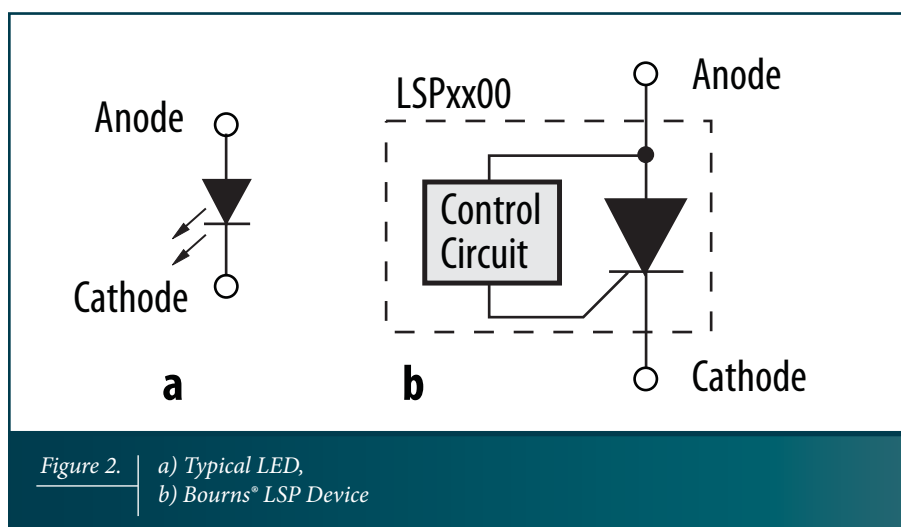 Anode
Cathode
a
LSPxx00
Anode
Control
Circuit
Cathode
b
Figure 2.
a) Typical LED,
b) Bourns® LSP Device